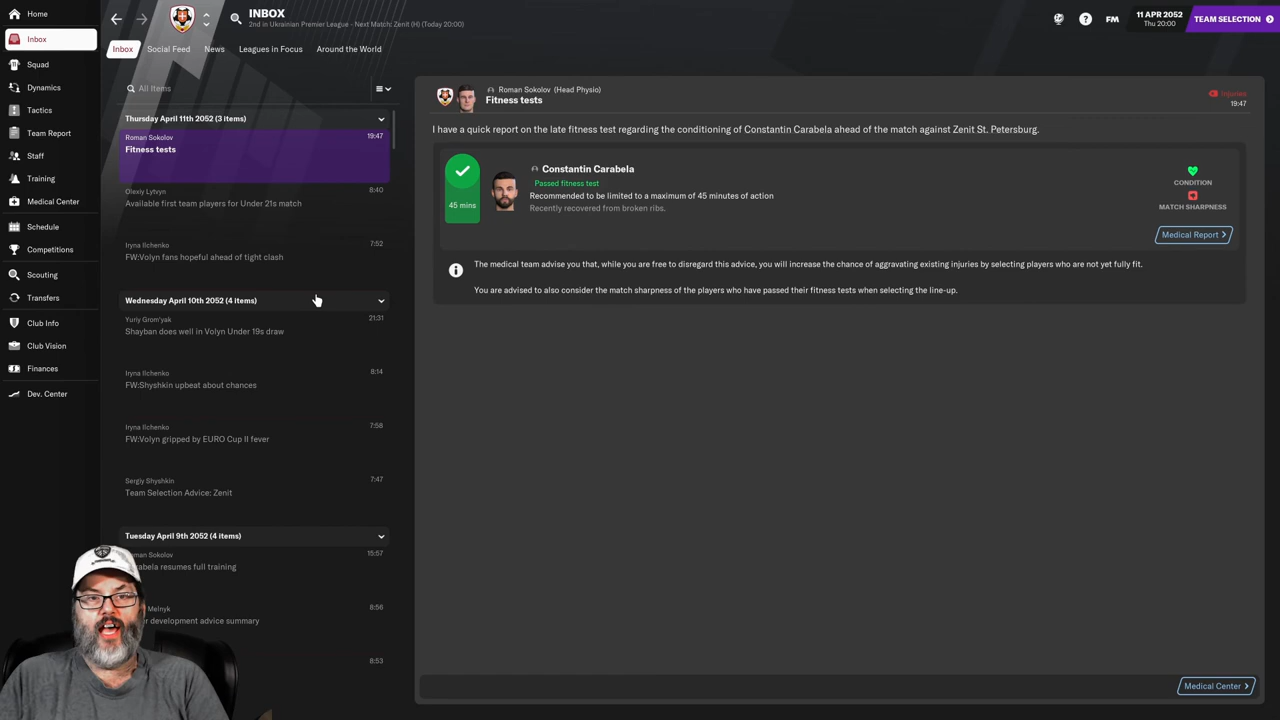 Home
Inbox
Squad
Dynamics
Tactics
Team Report
Staff
Training
Medical Center
Schedule
Competitions
Scouting
Transfers
Club Info
Club Vision
Finances
Dev. Center
INBOX
2nd in Ukrainian Premier League - Next Match: Zenit (H) (Today 20:00)
FM
11 APR 2052
Thu 20:00
TEAM SELECTION
Inbox
Social Feed
News
Leagues in Focus
Around the World
All Items
Thursday April 11th 2052 (3 items)
Roman Sokolov 19:47
Fitness tests
Olexiy Lytvyn 8:40
Available first team players for Under 21s match
Iryna Ilchenko 7:52
FW:Volyn fans hopeful ahead of tight clash
Wednesday April 10th 2052 (4 items)
Yuriy Grom'yak 21:31
Shayban does well in Volyn Under 19s draw
Iryna Ilchenko 8:14
FW:Shyshkin upbeat about chances
Iryna Ilchenko 7:58
FW:Volyn gripped by EURO Cup II fever
Sergiy Shyshkin 7:47
Team Selection Advice: Zenit
Tuesday April 9th 2052 (4 items)
Sokolov 15:57
resumes full training
Melnyk 8:56
development advice summary
8:53
Roman Sokolov (Head Physio)
Fitness tests
Injuries
19:47
I have a quick report on the late fitness test regarding the conditioning of Constantin Carabela ahead of the match against Zenit St. Petersburg.
45 mins
Constantin Carabela
Passed fitness test
Recommended to be limited to a maximum of 45 minutes of action
Recently recovered from broken ribs.
CONDITION
MATCH SHARPNESS
Medical Report
The medical team advise you that, while you are free to disregard this advice, you will increase the chance of aggravating existing injuries by selecting players who are not yet fully fit.
You are advised to also consider the match sharpness of the players who have passed their fitness tests when selecting the line-up.
Medical Center